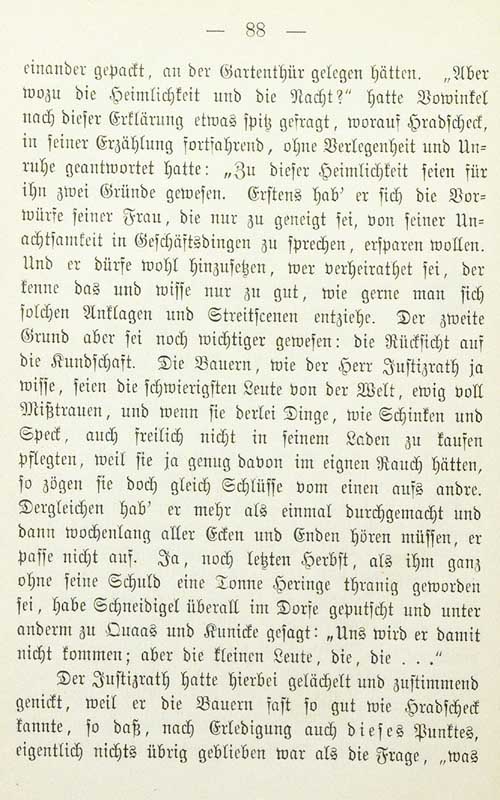 — 88 —
einander gepackt, an der Gartenthür gelegen hätten. „Aber
wozu die Heimlichkeit und die Nacht?“ hatte Vowinkel
nach dieser Erklärung etwas spitz gefragt, worauf Hradscheck,
in seiner Erzählung fortfahrend, ohne Verlegenheit und Un-
ruhe geantwortet hatte: „Zu dieser Heimlichkeit seien für
ihn zwei Gründe gewesen. Erstens hab’ er sich die Vor-
würfe seiner Frau, die nur zu geneigt sei, von seiner Un-
achtsamkeit in Geschäftsdingen zu sprechen, ersparen wollen.
Und er dürfe wohl hinzusetzen, wer verheirathet sei, der
kenne das und wisse nur zu gut, wie gerne man sich
solchen Anklagen und Streitscenen entziehe. Der zweite
Grund aber sei noch wichtiger gewesen: die Rücksicht auf
die Kundschaft. Die Bauern, wie der Herr Justizrath ja
wisse, seien die schwierigsten Leute von der Welt, ewig voll
Mißtrauen, und wenn sie derlei Dinge, wie Schinken und
Speck, auch freilich nicht in seinem Laden zu kaufen
pflegten, weil sie ja genug davon im eignen Rauch hätten,
so zögen sie doch gleich Schlüsse vom einen aufs andre.
Dergleichen hab’ er mehr als einmal durchgemacht und
dann wochenlang aller Ecken und Enden hören müssen, er
passe nicht auf. Ja, noch letzten Herbst, als ihm ganz
ohne seine Schuld eine Tonne Heringe thranig geworden
sei, habe Schneidigel überall im Dorfe geputscht und unter
anderm zu Quaas und Kunicke gesagt: „Uns wird er damit
nicht kommen; aber die kleinen Leute, die, die . . .“
Der Justizrath hatte hierbei gelächelt und zustimmend
genickt, weil er die Bauern fast so gut wie Hradscheck
kannte, so daß, nach Erledigung auch dieses Punktes,
eigentlich nichts übrig geblieben war als die Frage, „was